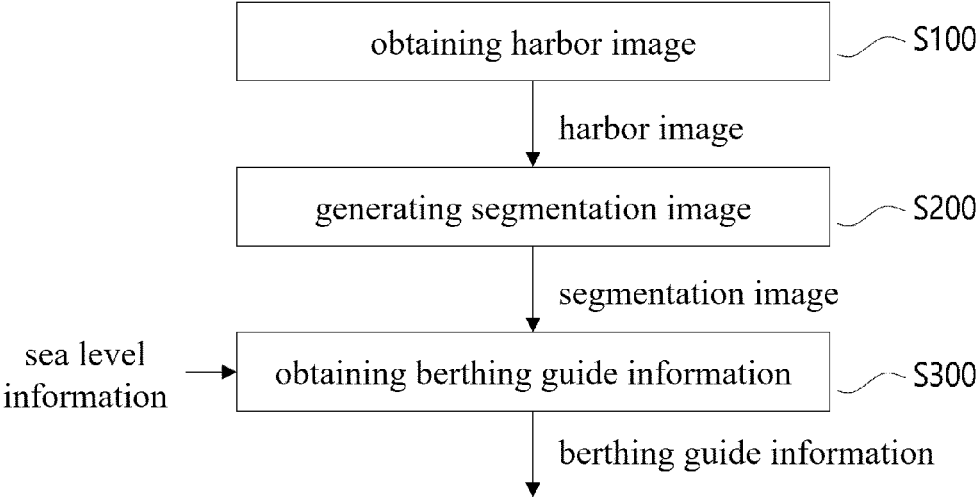 obtaining harbor image
S100
harbor image
generating segmentation image
S200
segmentation image
sea level
information
obtaining berthing guide information
S300
berthing guide information